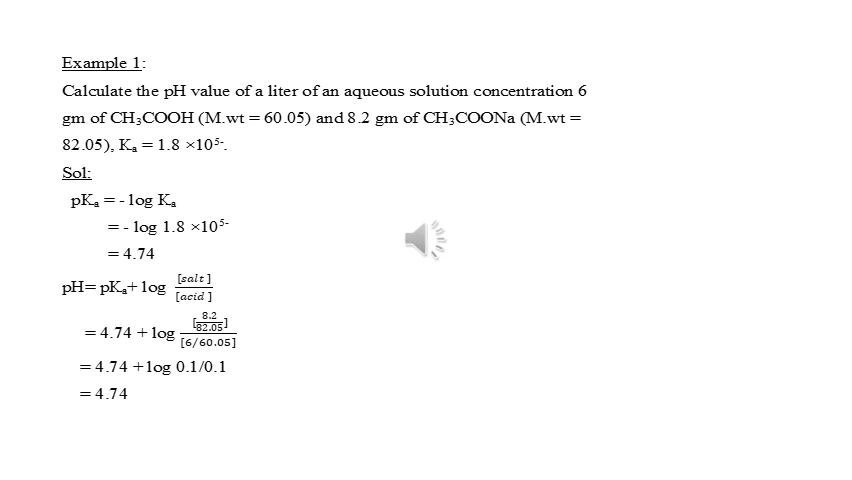 Example 1:
Calculate the pH value of a liter of an aqueous solution concentration 6
gm of CH₃COOH (M.wt = 60.05) and 8.2 gm of CH₃COONa (M.wt =
82.05), Kₐ = 1.8 ×10⁵⁻.
Sol:
pKₐ = - log Kₐ
= - log 1.8 ×10⁵⁻
= 4.74
pH= pKₐ+ log [salt] / [acid]
= 4.74 + log [8.2/82.05] / [6/60.05]
= 4.74 + log 0.1/0.1
= 4.74